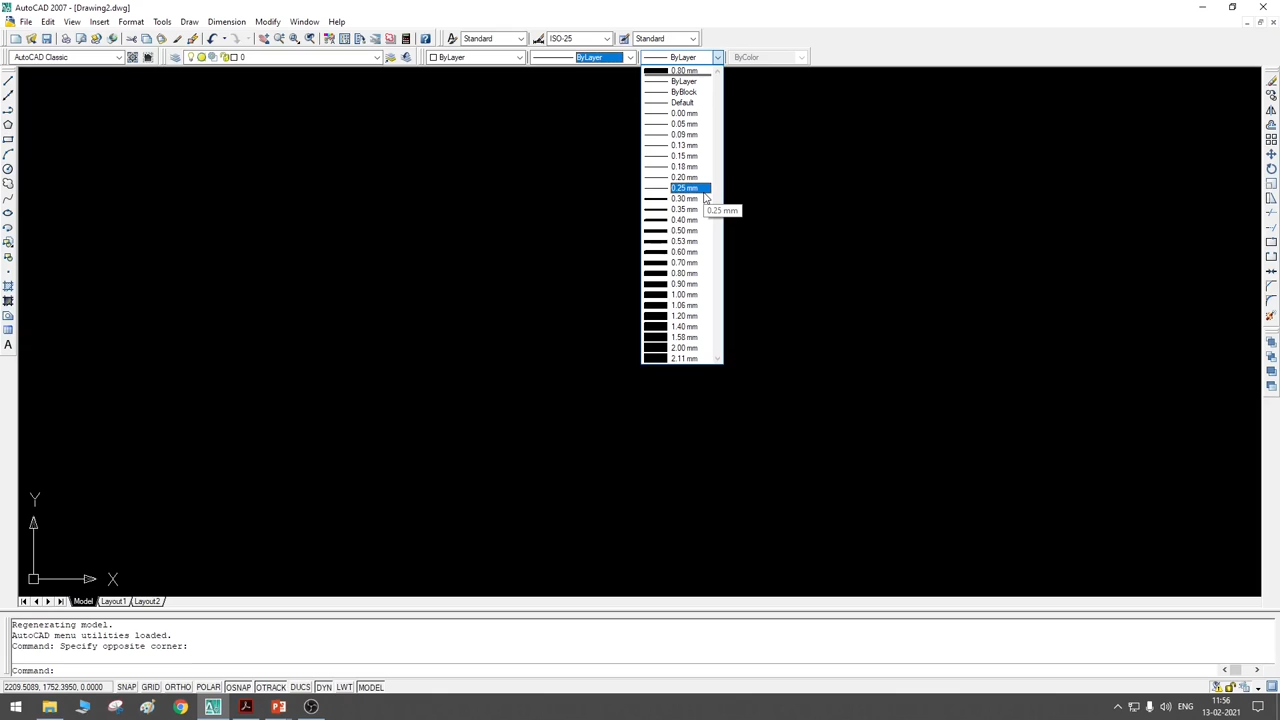 AutoCAD 2007 - [Drawing2.dwg]
File Edit View Insert Format Tools Draw Dimension Modify Window Help
Standard ISO-25 Standard
AutoCAD Classic 0 ByLayer ByLayer ByLayer ByColor
0.80 mm
ByLayer
ByBlock
Default
0.00 mm
0.05 mm
0.09 mm
0.13 mm
0.15 mm
0.18 mm
0.20 mm
0.25 mm
0.30 mm
0.35 mm
0.25 mm
0.40 mm
0.50 mm
0.53 mm
0.60 mm
0.70 mm
0.80 mm
0.90 mm
1.00 mm
1.06 mm
1.20 mm
1.40 mm
1.58 mm
2.00 mm
2.11 mm
A
Y
X
Model Layout1 Layout2
Regenerating model.
AutoCAD menu utilities loaded.
Command: Specify opposite corner:
Command:
2209.5089, 1752.3950, 0.0000 SNAP GRID ORTHO POLAR OSNAP OTRACK DUCS DYN LWT MODEL
ENG
11:56
13-02-2021